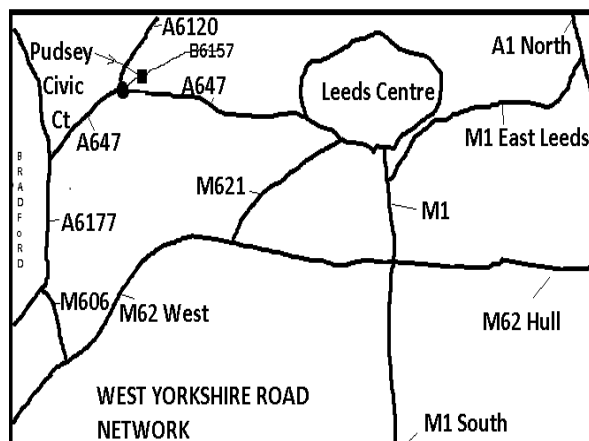 A6120
Pudsey
B6157
A1 North
Civic
A647
Leeds Centre
Ct.
A647
M1 East Leeds
BRADFORD
M621
M1
A6177
M606
M62 West
M62 Hull
WEST YORKSHIRE ROAD
NETWORK
M1 South